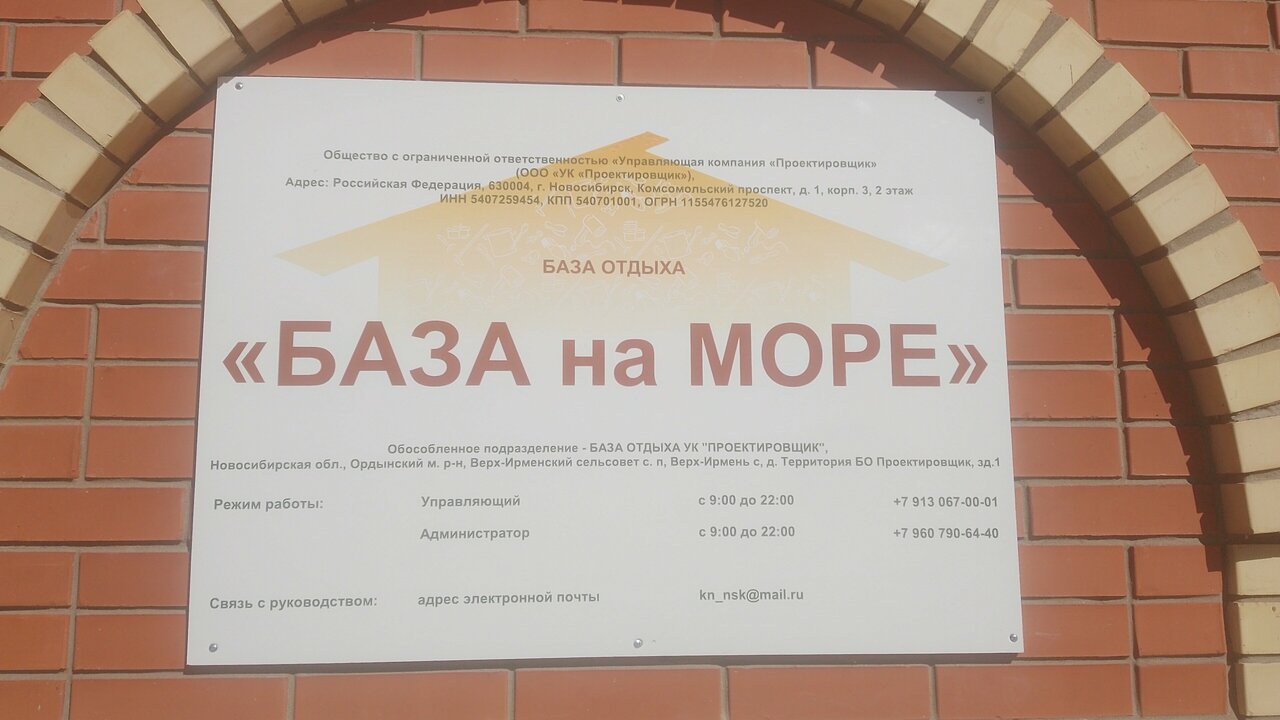 Общество с ограниченной ответственностью «Управляющая компания «Проектировщик»
(ООО «УК «Проектировщик»),
Адрес: Российская Федерация, 630004, г. Новосибирск, Комсомольский проспект, д. 1, корп. 3, 2 этаж
ИНН 5407259454, КПП 540701001, ОГРН 1155476127520
БАЗА ОТДЫХА
«БАЗА на МОРЕ»
Обособленное подразделение - БАЗА ОТДЫХА УК "ПРОЕКТИРОВЩИК",
Новосибирская обл., Ордынский м. р-н, Верх-Ирменский сельсовет с. п, Верх-Ирмень с, д. Территория БО Проектировщик, зд.1
Режим работы: Управляющий с 9:00 до 22:00 +7 913 067-00-01
Администратор с 9:00 до 22:00 +7 960 790-64-40
Связь с руководством: адрес электронной почты kn_nsk@mail.ru